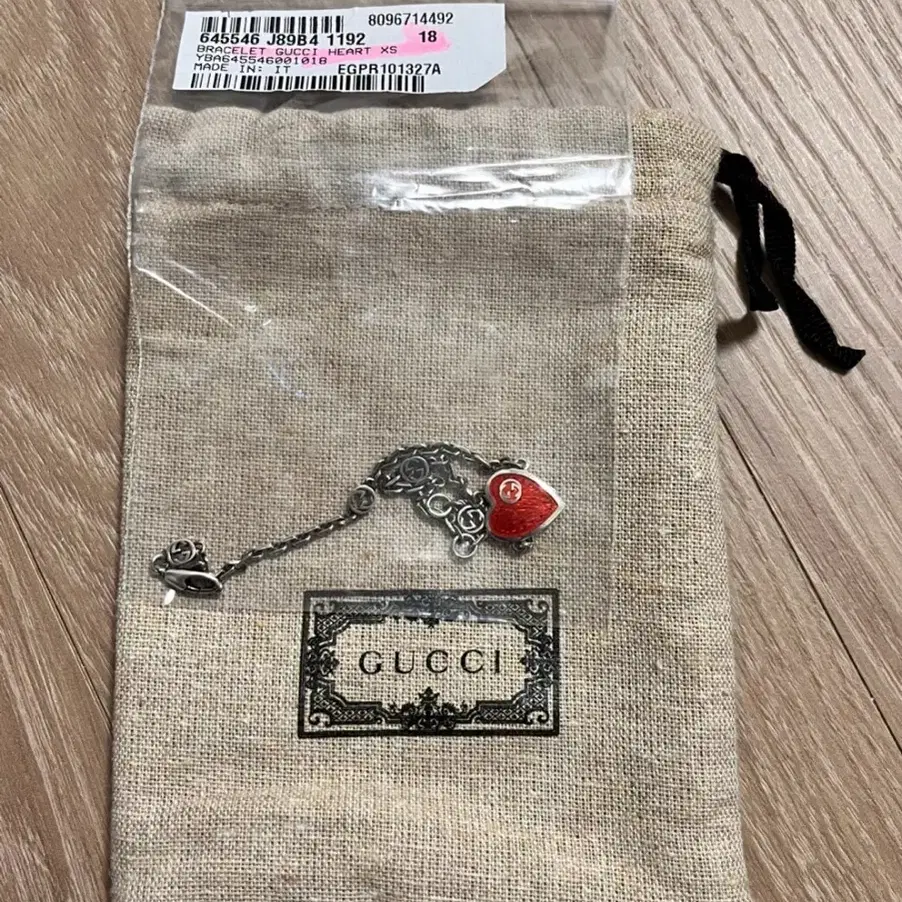 8096714492
645546 J89B4 1192 18
BRACELET GUCCI HEART XS
YBA645546001018
MADE IN: IT EGPR101327A
GUCCI